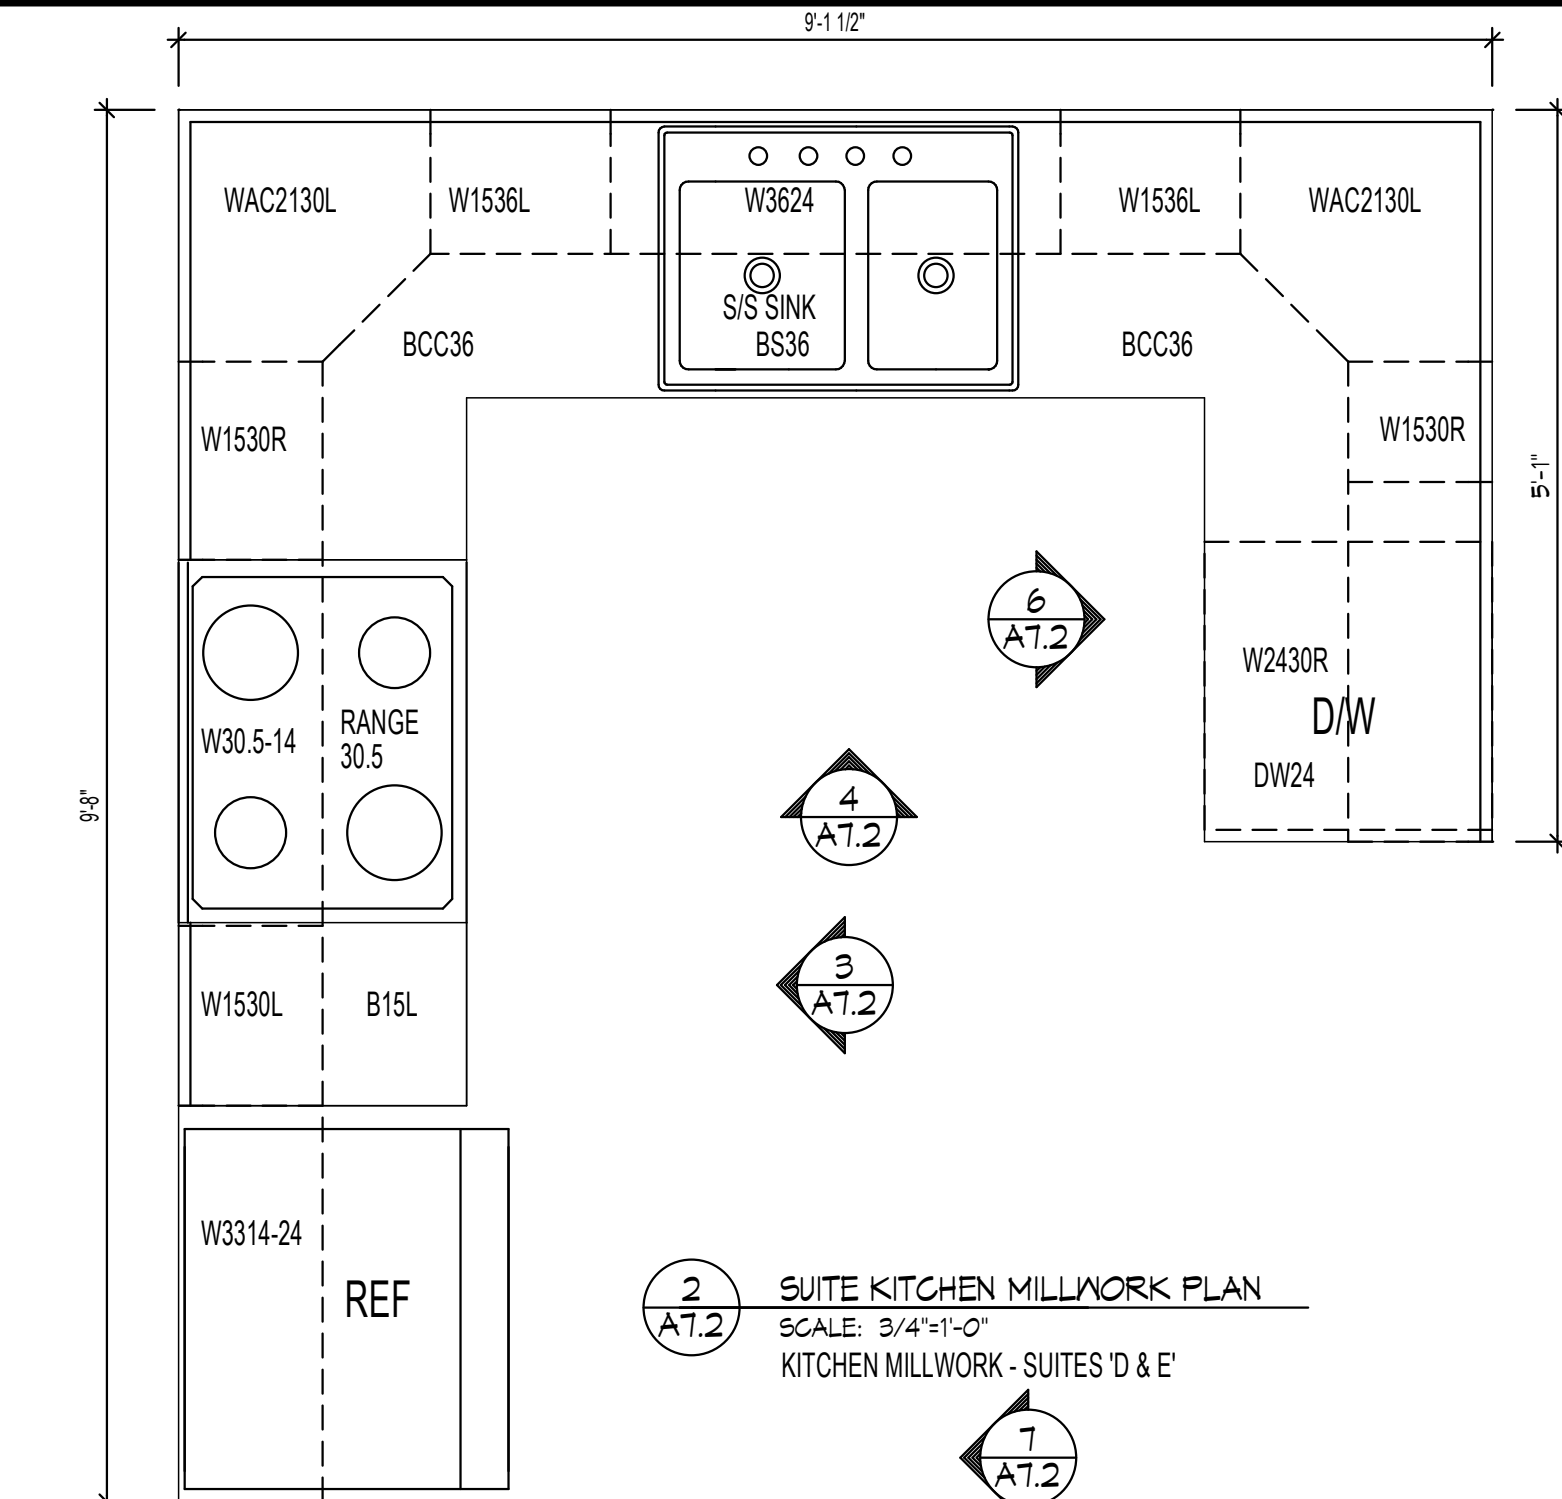 9'-1 1/2"
WAC2130L
W1536L
W3624
W1536L
WAC2130L
S/S SINK
BS36
BCC36
BCC36
W1530R
W1530R
5'-1"
6
A7.2
W2430R
D/W
DW24
W30.5-14
RANGE
30.5
9'-8"
4
A7.2
3
A7.2
W1530L
B15L
W3314-24
REF
2
A7.2
SUITE KITCHEN MILLWORK PLAN
SCALE: 3/4"=1'-0"
KITCHEN MILLWORK - SUITES 'D & E'
7
A7.2